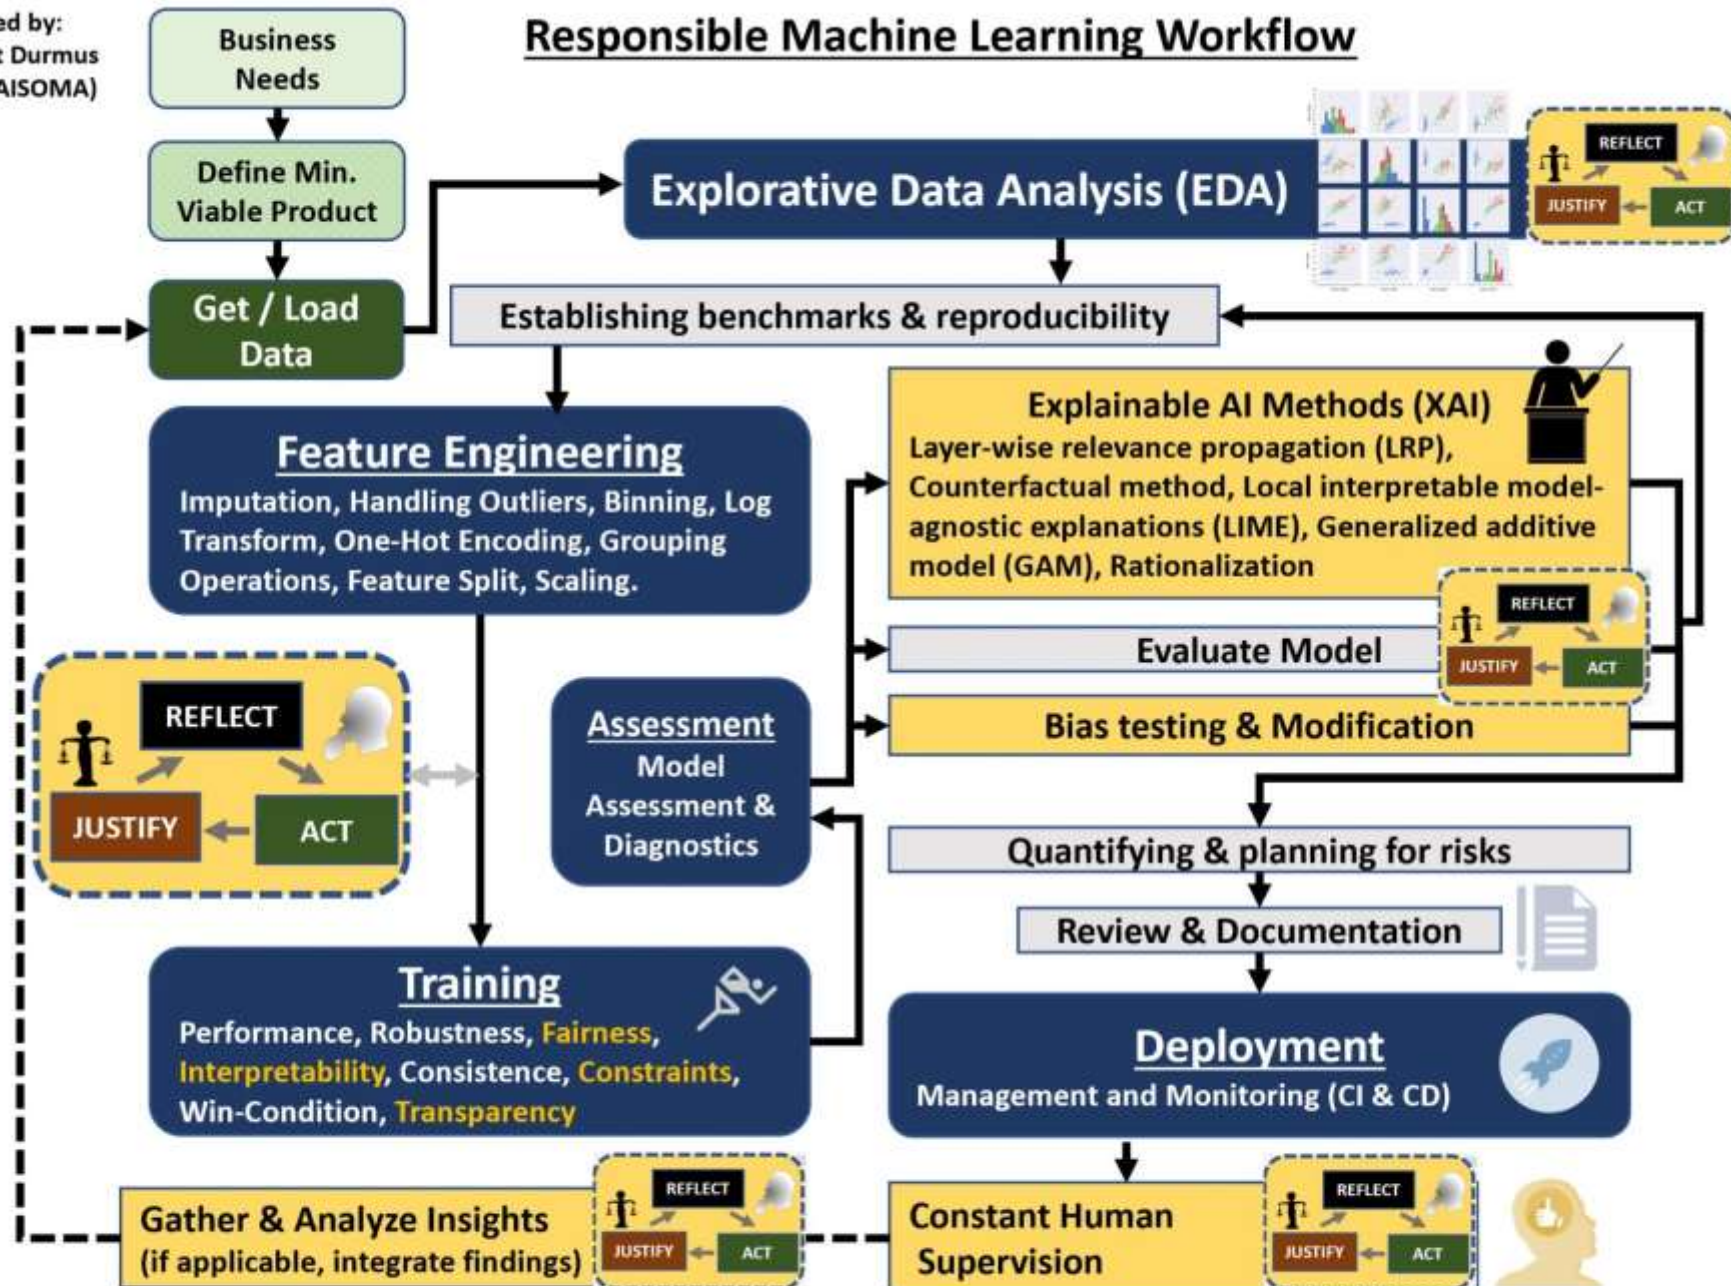 ed by:
t Durmus
AISOMA)
Responsible Machine Learning Workflow
Business
Needs
Define Min.
Viable Product
Get / Load
Data
Explorative Data Analysis (EDA)
REFLECT
JUSTIFY
ACT
Establishing benchmarks & reproducibility
Feature Engineering
Imputation, Handling Outliers, Binning, Log
Transform, One-Hot Encoding, Grouping
Operations, Feature Split, Scaling.
Explainable AI Methods (XAI)
Layer-wise relevance propagation (LRP),
Counterfactual method, Local interpretable model-
agnostic explanations (LIME), Generalized additive
model (GAM), Rationalization
Evaluate Model
REFLECT
JUSTIFY
ACT
Bias testing & Modification
REFLECT
JUSTIFY
ACT
Assessment
Model
Assessment &
Diagnostics
Quantifying & planning for risks
Review & Documentation
Training
Performance, Robustness, Fairness,
Interpretability, Consistence, Constraints,
Win-Condition, Transparency
Deployment
Management and Monitoring (CI & CD)
Gather & Analyze Insights
(if applicable, integrate findings)
REFLECT
JUSTIFY
ACT
Constant Human
Supervision
REFLECT
JUSTIFY
ACT